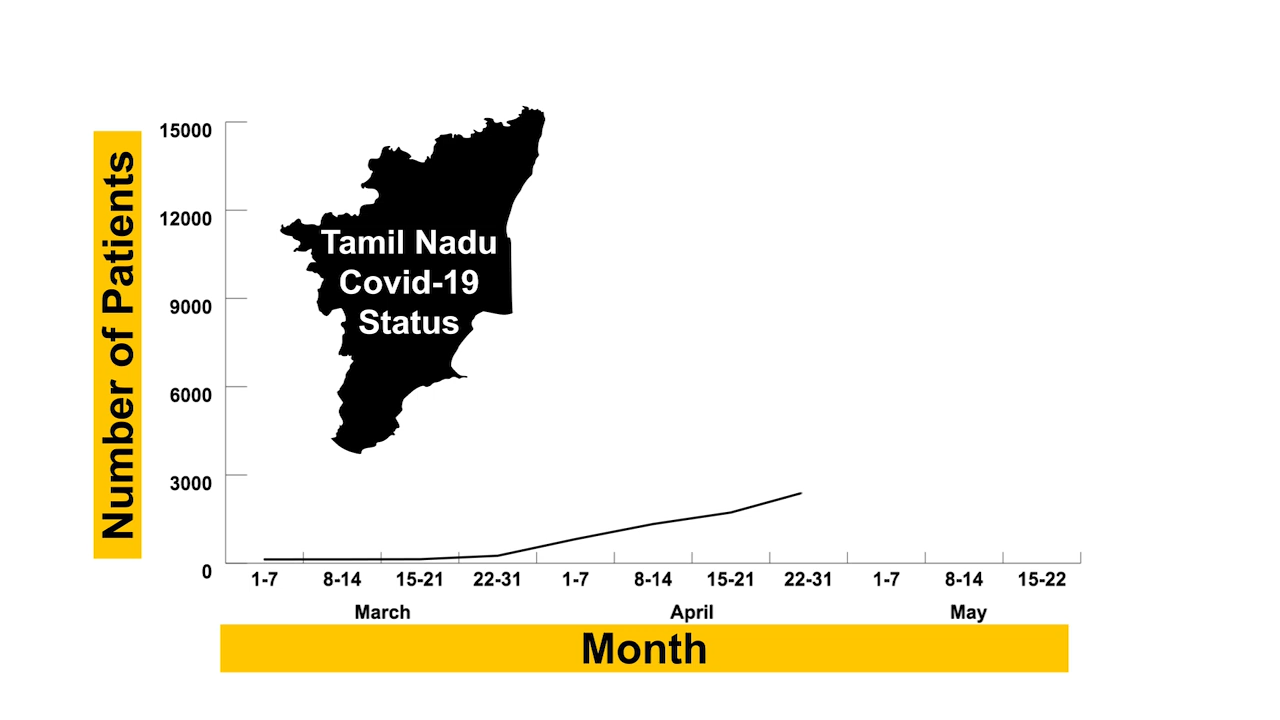 Number of Patients
15000
12000
9000
6000
3000
0
Tamil Nadu
Covid-19
Status
1-7 8-14 15-21 22-31 1-7 8-14 15-21 22-31 1-7 8-14 15-22
March April May
Month